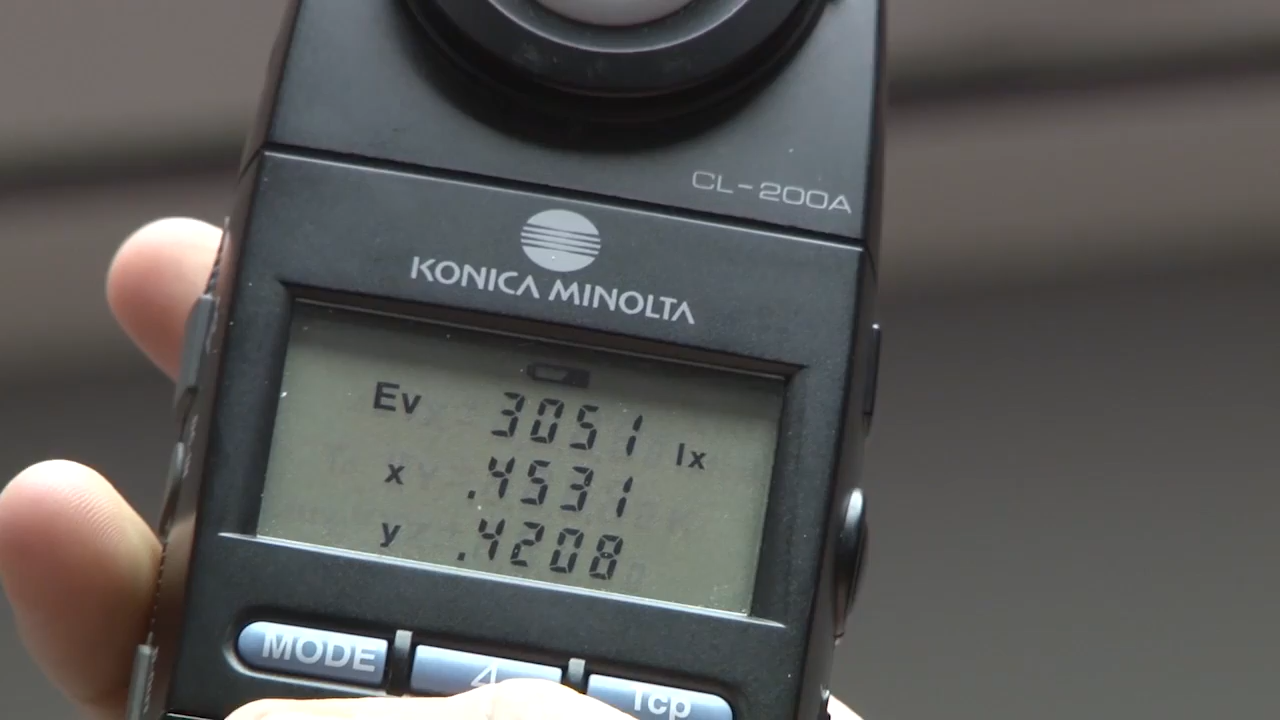 CL-200A
KONICA MINOLTA
Ev 3051 lx
x .4531
y .4208
MODE Tcp